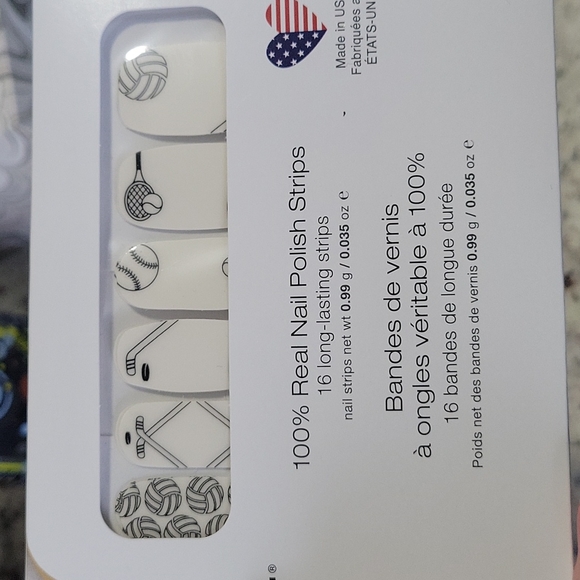 Made in US
Fabriquées a
ÉTATS-UN
100% Real Nail Polish Strips
16 long-lasting strips
nail strips net wt 0.99 g / 0.035 oz ℮
Bandes de vernis
à ongles véritable à 100%
16 bandes de longue durée
Poids net des bandes de vernis 0.99 g / 0.035 oz ℮
®